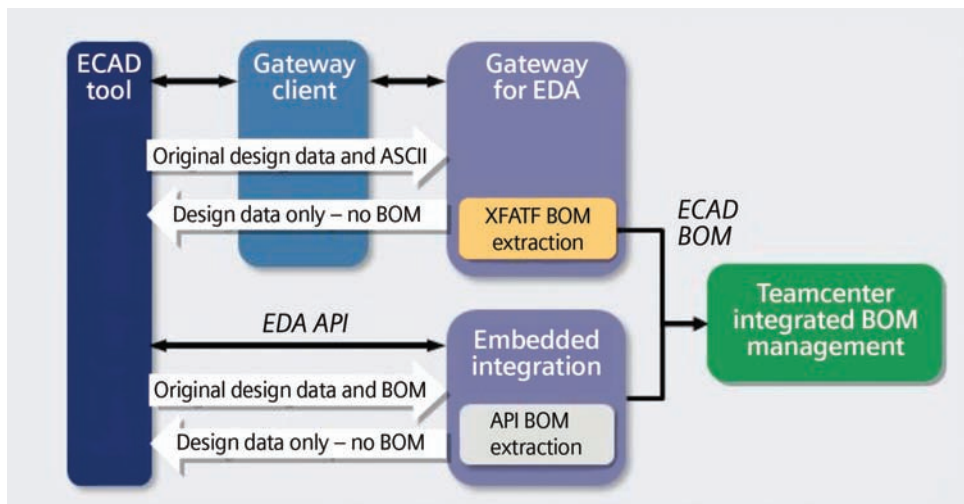 ECAD
tool
Gateway
client
Gateway
for EDA
Original design data and ASCII
Design data only – no BOM
XFATF BOM
extraction
ECAD
BOM
Teamcenter
integrated BOM
management
EDA API
Embedded
integration
Original design data and BOM
Design data only – no BOM
API BOM
extraction